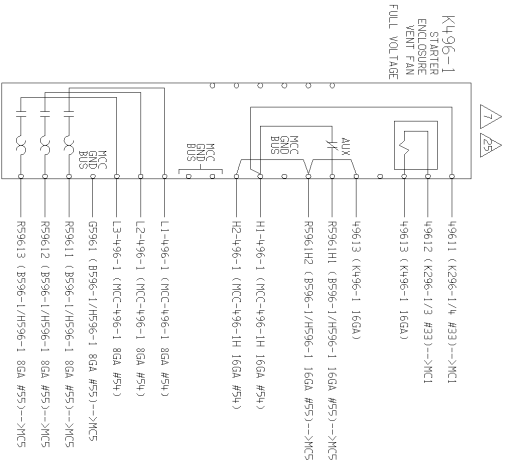 K496-1
STARTER
ENCLOSURE
VENT FAN
FULL VOLTAGE
7
25
49611 (K296-1/4 #33)-->MC1
49612 (K296-1/3 #33)-->MC1
49613 (K496-1 16GA)
49613 (K496-1 16GA)
AUX
R5961H1 (B596-1/H596-1 16GA #55)-->MC5
R5961H2 (B596-1/H596-1 16GA #55)-->MC5
MCC
GND
BUS
H1-496-1 (MCC-496-1H 16GA #54)
H2-496-1 (MCC-496-1H 16GA #54)
MCC
GND
BUS
L1-496-1 (MCC-496-1 8GA #54)
L2-496-1 (MCC-496-1 8GA #54)
L3-496-1 (MCC-496-1 8GA #54)
MCC
GND
BUS
G5961 (B596-1/H596-1 8GA #55)-->MC5
R59611 (B596-1/H596-1 8GA #55)-->MC5
R59612 (B596-1/H596-1 8GA #55)-->MC5
R59613 (B596-1/H596-1 8GA #55)-->MC5